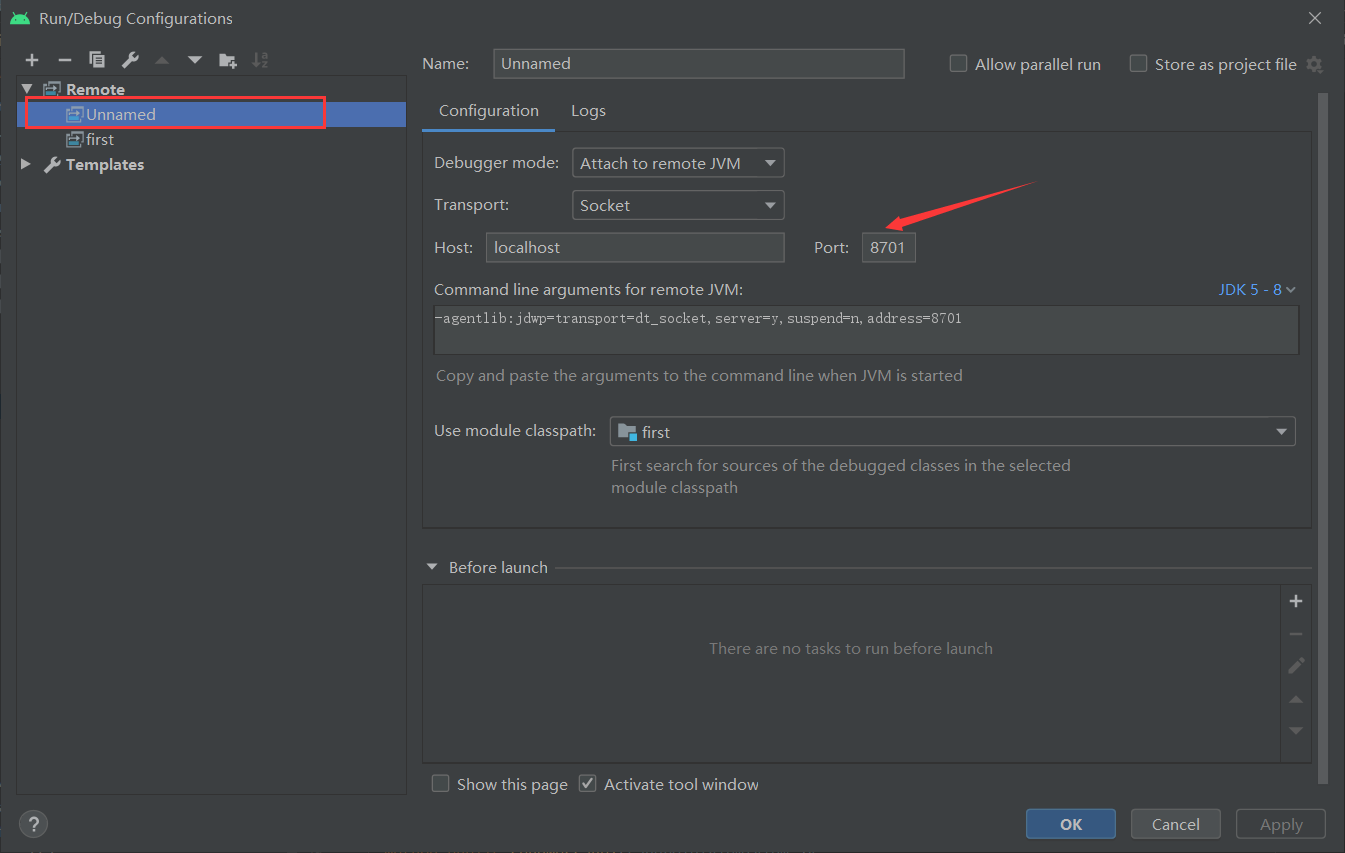 Run/Debug Configurations
Name: Unnamed Allow parallel run Store as project file
Remote
Unnamed
first
Templates
Configuration Logs
Debugger mode: Attach to remote JVM
Transport: Socket
Host: localhost Port: 8701
Command line arguments for remote JVM: JDK 5 - 8
-agentlib:jdwp=transport=dt_socket,server=y,suspend=n,address=8701
Copy and paste the arguments to the command line when JVM is started
Use module classpath: first
First search for sources of the debugged classes in the selected
module classpath
Before launch
There are no tasks to run before launch
Show this page Activate tool window
? OK Cancel Apply